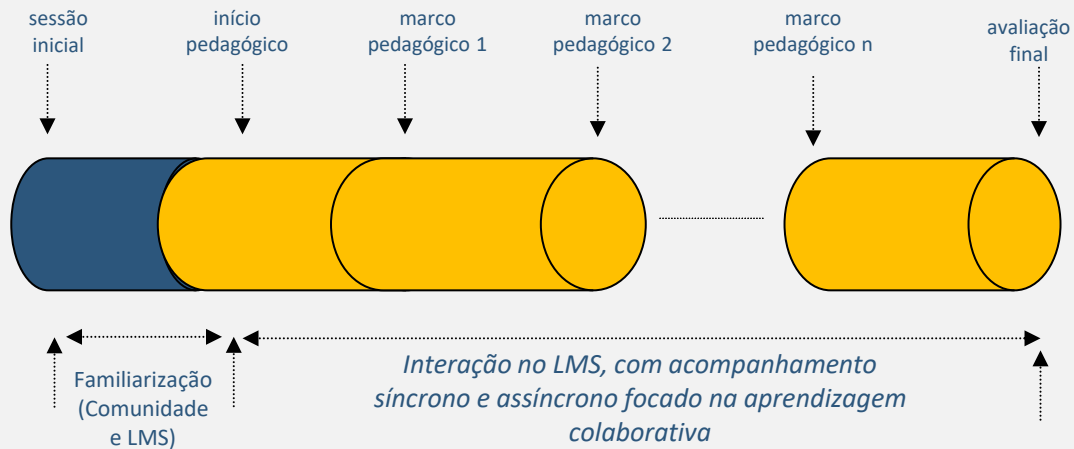 sessão
inicial
início
pedagógico
marco
pedagógico 1
marco
pedagógico 2
marco
pedagógico n
avaliação
final
Familiarização
(Comunidade
e LMS)
Interação no LMS, com acompanhamento
síncrono e assíncrono focado na aprendizagem
colaborativa